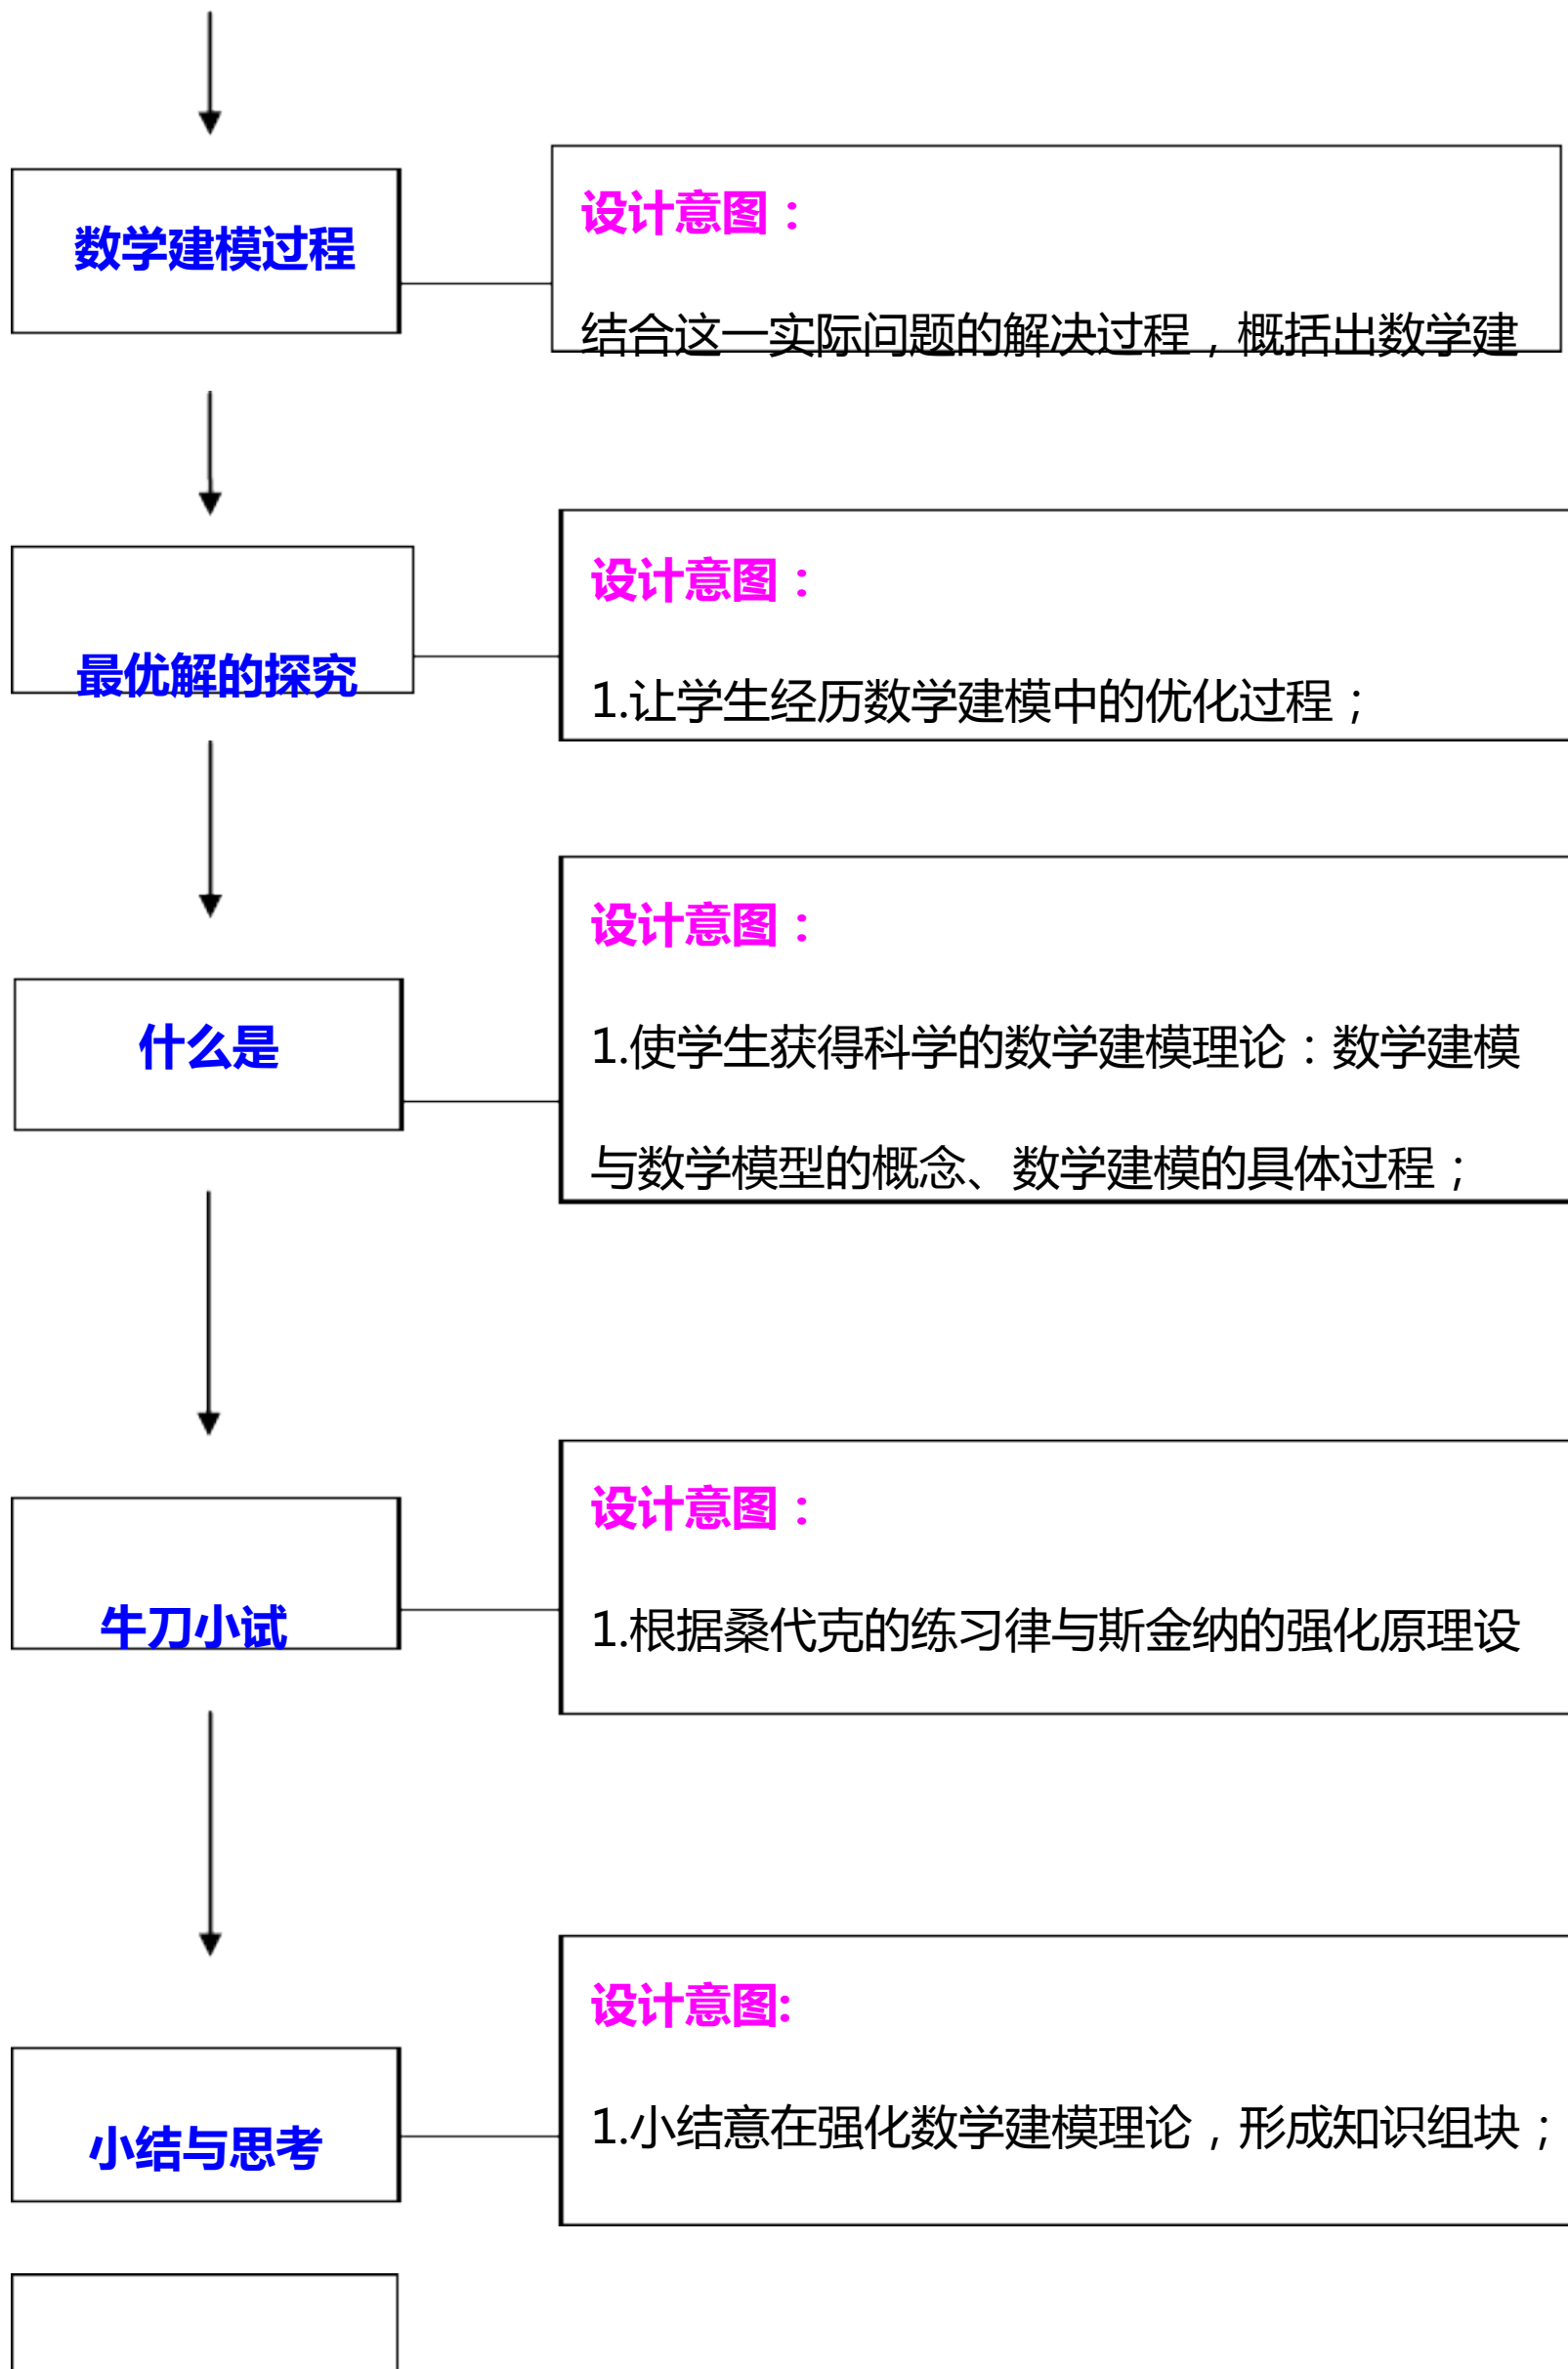 数学建模过程
设计意图：
结合这一实际问题的解决过程，概括出数学建
最优解的探究
设计意图：
1.让学生经历数学建模中的优化过程；
什么是
设计意图：
1.使学生获得科学的数学建模理论：数学建模
与数学模型的概念、数学建模的具体过程；
牛刀小试
设计意图：
1.根据桑代克的练习律与斯金纳的强化原理设
小结与思考
设计意图:
1.小结意在强化数学建模理论，形成知识组块；